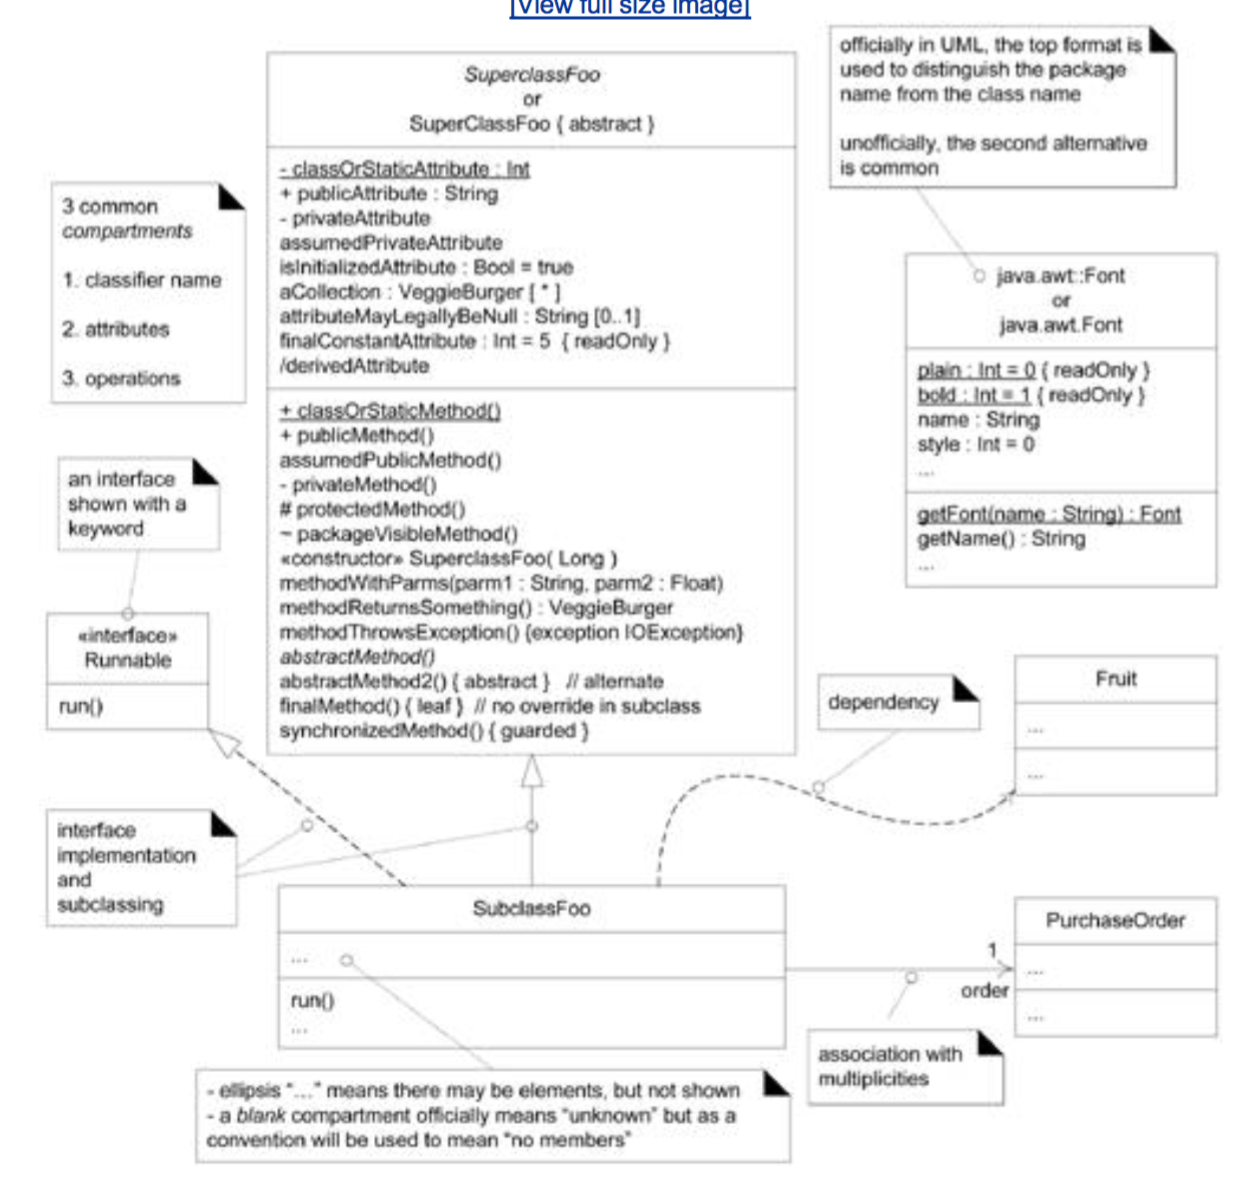 [View full size image]
SuperclassFoo
or
SuperClassFoo { abstract }
- classOrStaticAttribute : Int
+ publicAttribute : String
- privateAttribute
assumedPrivateAttribute
isInitializedAttribute : Bool = true
aCollection : VeggieBurger [ * ]
attributeMayLegallyBeNull : String [0..1]
finalConstantAttribute : Int = 5 { readOnly }
/derivedAttribute
+ classOrStaticMethod()
+ publicMethod()
assumedPublicMethod()
- privateMethod()
# protectedMethod()
~ packageVisibleMethod()
«constructor» SuperclassFoo( Long )
methodWithParms(parm1 : String, parm2 : Float)
methodReturnsSomething() : VeggieBurger
methodThrowsException() {exception IOException}
abstractMethod()
abstractMethod2() { abstract } // alternate
finalMethod() { leaf } // no override in subclass
synchronizedMethod() { guarded }
officially in UML, the top format is
used to distinguish the package
name from the class name
unofficially, the second alternative
is common
3 common
compartments
1. classifier name
2. attributes
3. operations
java.awt::Font
or
java.awt.Font
plain : Int = 0 { readOnly }
bold : Int = 1 { readOnly }
name : String
style : Int = 0
...
getFont(name : String) : Font
getName() : String
...
an interface
shown with a
keyword
«interface»
Runnable
run()
dependency
Fruit
...
...
interface
implementation
and
subclassing
SubclassFoo
...
run()
...
PurchaseOrder
...
...
1
order
association with
multiplicities
- ellipsis "…" means there may be elements, but not shown
- a blank compartment officially means "unknown" but as a
convention will be used to mean "no members"